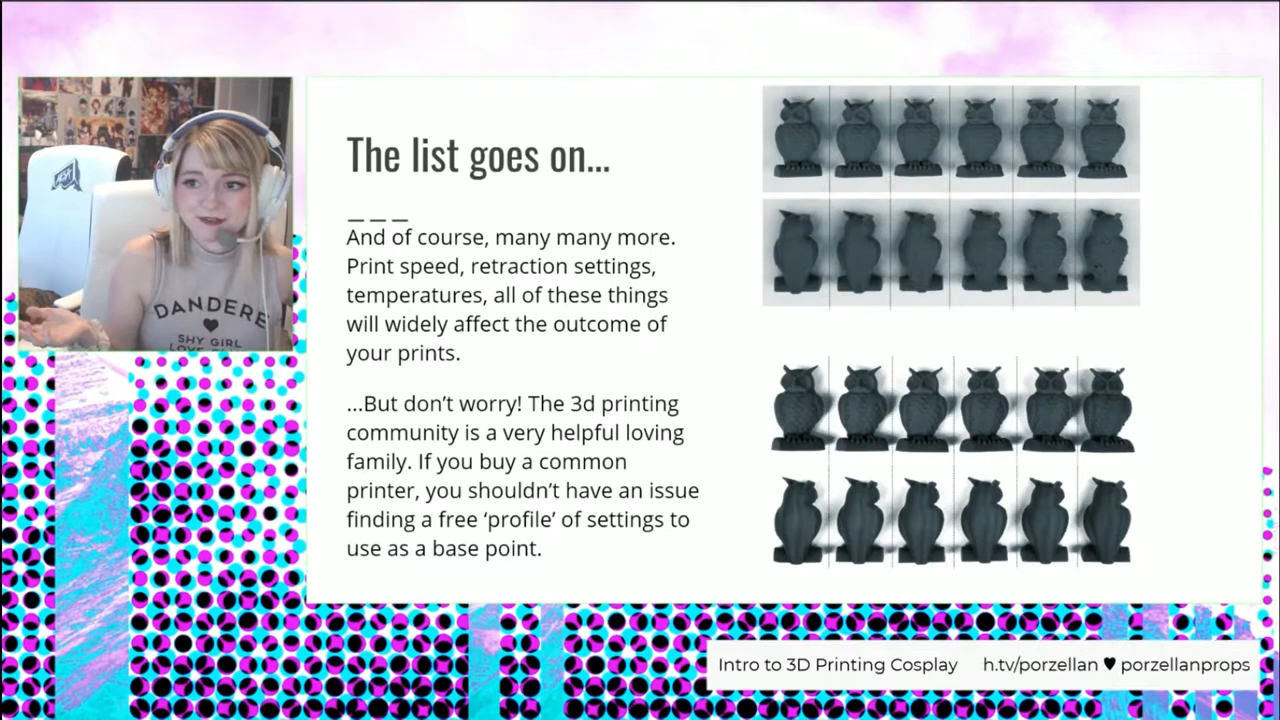 The list goes on...
And of course, many many more.
Print speed, retraction settings,
temperatures, all of these things
will widely affect the outcome of
your prints.
...But don't worry! The 3d printing
community is a very helpful loving
family. If you buy a common
printer, you shouldn't have an issue
finding a free 'profile' of settings to
use as a base point.
DANDERE
SHY GIRL
Intro to 3D Printing Cosplay h.tv/porzellan ♥ porzellanprops